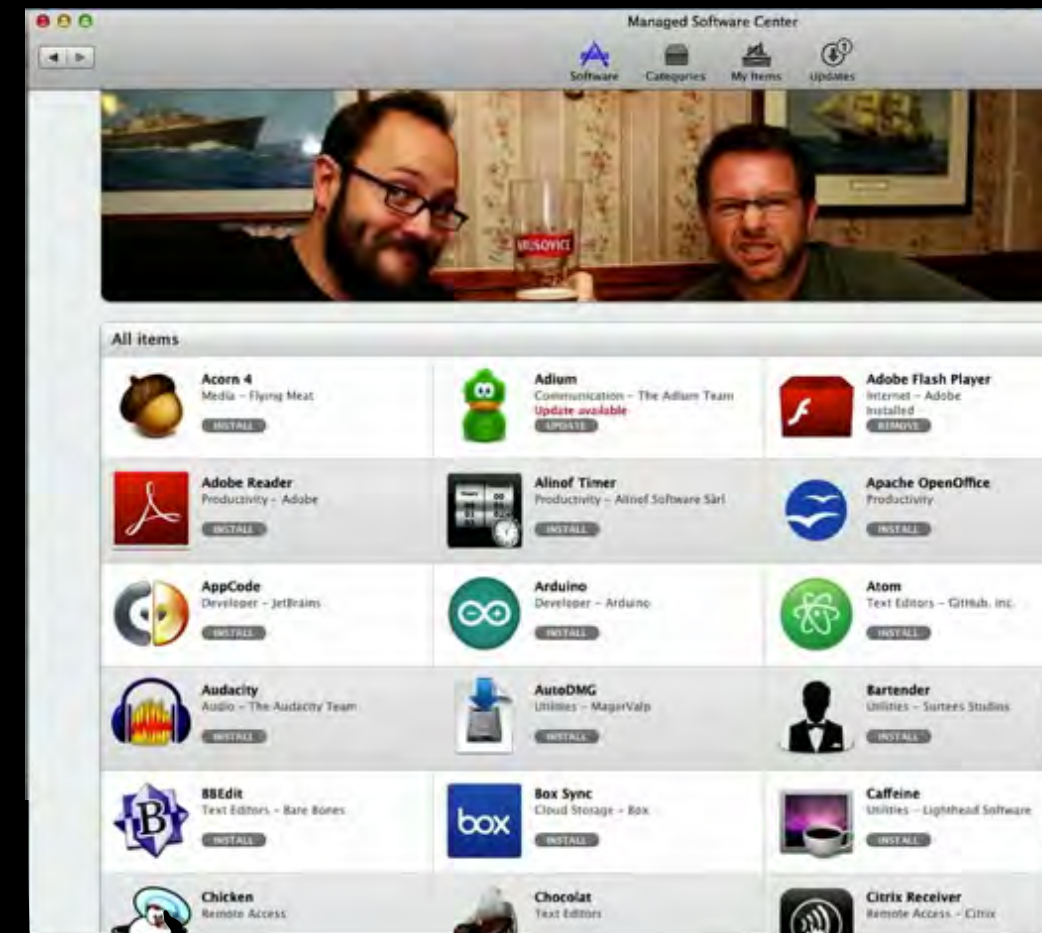 Managed Software Center
Software
Categories
My Items
Updates
1
All items
Acorn 4
Media – Flying Meat
INSTALL
Adium
Communication – The Adium Team
Update available
UPDATE
Adobe Flash Player
Internet – Adobe
Installed
REMOVE
Adobe Reader
Productivity – Adobe
INSTALL
Alinof Timer
Productivity – Alinof Software Sàrl
INSTALL
Apache OpenOffice
Productivity
INSTALL
AppCode
Developer – JetBrains
INSTALL
Arduino
Developer – Arduino
INSTALL
Atom
Text Editors – GitHub, Inc.
INSTALL
Audacity
Audio – The Audacity Team
INSTALL
AutoDMG
Utilities – MagerValp
INSTALL
Bartender
Utilities – Surtees Studios
INSTALL
B
BBEdit
Text Editors – Bare Bones
INSTALL
box
Box Sync
Cloud Storage – Box
INSTALL
Caffeine
Utilities – Lighthead Software
INSTALL
Chicken
Remote Access
Chocolat
Text Editors
Citrix Receiver
Remote Access – Citrix